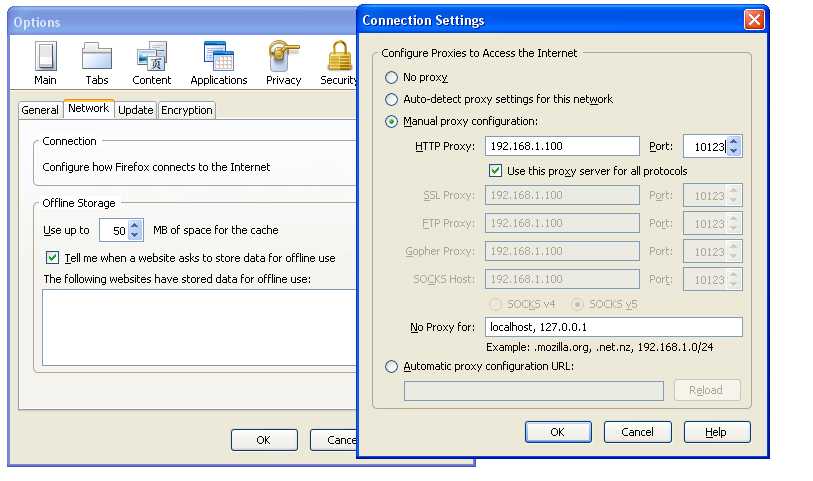 Options
Main
Tabs
Content
Applications
Privacy
Security
General
Network
Update
Encryption
Connection
Configure how Firefox connects to the Internet
Offline Storage
Use up to
50
MB of space for the cache
Tell me when a website asks to store data for offline use
The following websites have stored data for offline use:
OK
Cance
Connection Settings
Configure Proxies to Access the Internet
No proxy
Auto-detect proxy settings for this network
Manual proxy configuration:
HTTP Proxy: 192.168.1.100 Port: 10123
Use this proxy server for all protocols
SSL Proxy: 192.168.1.100 Port: 10123
FTP Proxy: 192.168.1.100 Port: 10123
Gopher Proxy: 192.168.1.100 Port: 10123
SOCKS Host: 192.168.1.100 Port: 10123
SOCKS v4 SOCKS v5
No Proxy for: localhost, 127.0.0.1
Example: .mozilla.org, .net.nz, 192.168.1.0/24
Automatic proxy configuration URL:
Reload
OK
Cancel
Help